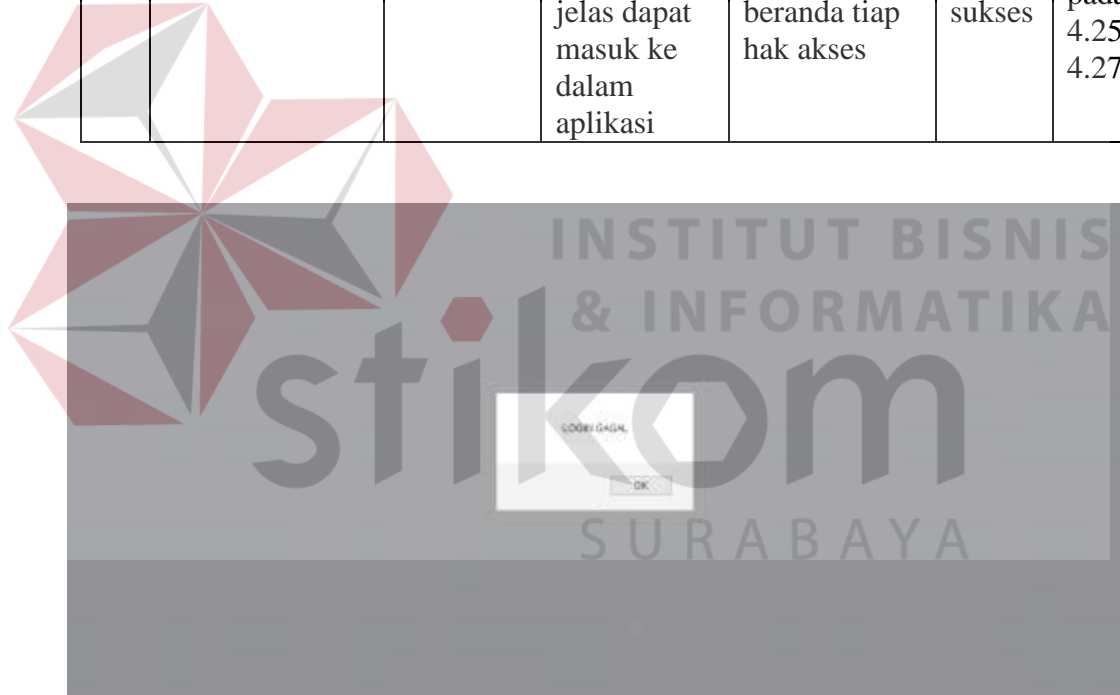 jelas dapat
masuk ke
dalam
aplikasi
beranda tiap
hak akses
sukses
4.25
4.27
INSTITUT BISNIS
& INFORMATIKA
stikom
SURABAYA
LOGIN GAGAL
OK